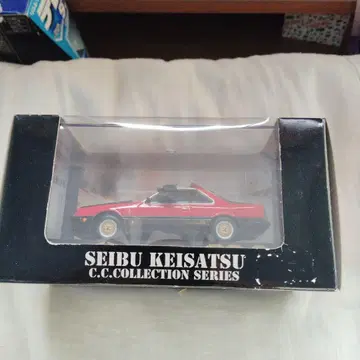 SEIBU KEISATSU
C.C.COLLECTION SERIES